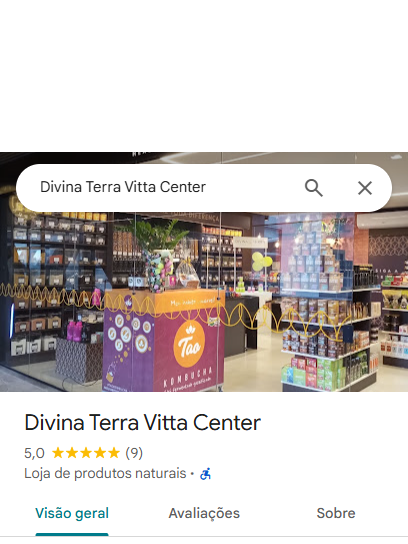 Divina Terra Vitta Center
Tao
KOMBUCHA
Divina Terra Vitta Center
5,0 (9)
Loja de produtos naturais ·
Visão geral
Avaliações
Sobre